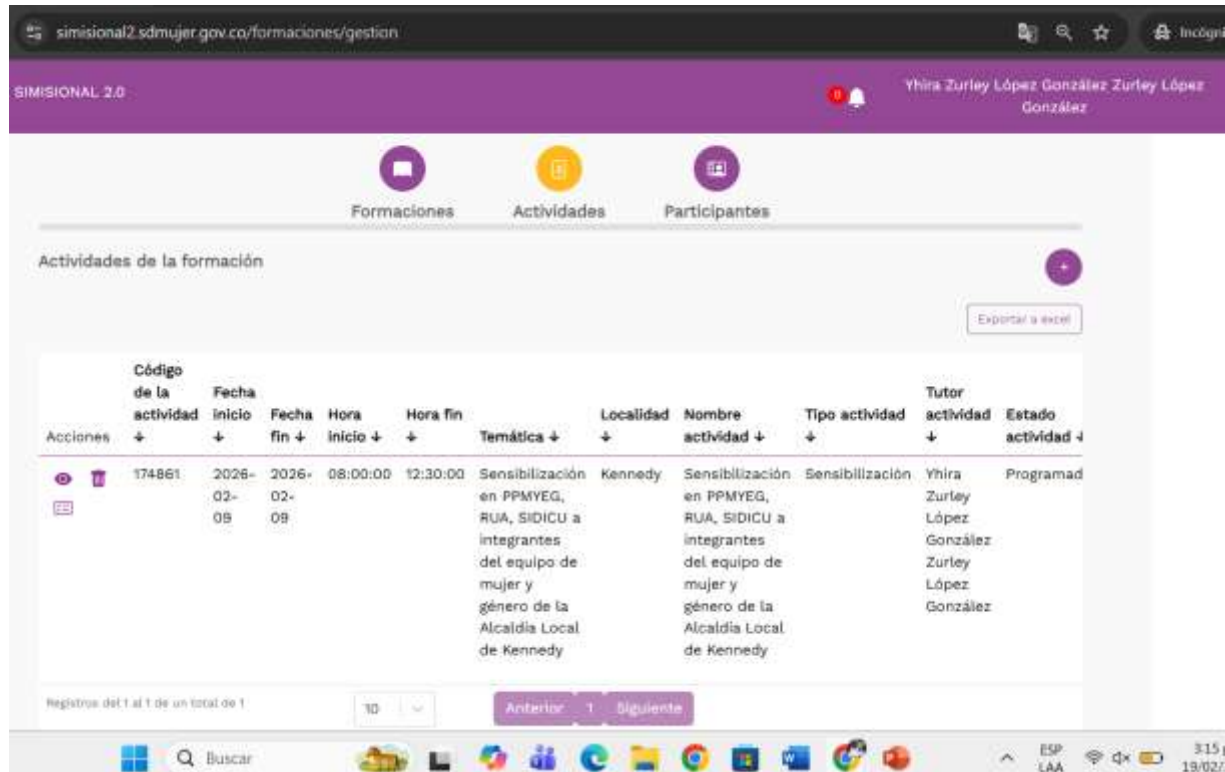 simisional2.sdmujer.gov.co/formaciones/gestion
SIMISIONAL 2.0
0
Yhira Zurley López González Zurley López
González
Formaciones
Actividades
Participantes
Actividades de la formación
+
Exportar a excel
Acciones
Código
de la
actividad
↓
Fecha
inicio
↓
Fecha
fin ↓
Hora
inicio ↓
Hora fin
↓
Temática ↓
Localidad
↓
Nombre
actividad ↓
Tipo actividad
↓
Tutor
actividad
↓
Estado
actividad ↓
174861
2026-
02-
09
2026-
02-
09
08:00:00
12:30:00
Sensibilización
en PPMYEG,
RUA, SIDICU a
integrantes
del equipo de
mujer y
género de la
Alcaldía Local
de Kennedy
Kennedy
Sensibilización
en PPMYEG,
RUA, SIDICU a
integrantes
del equipo de
mujer y
género de la
Alcaldía Local
de Kennedy
Sensibilización
Yhira
Zurley
López
González
Zurley
López
González
Programad
Registros del 1 al 1 de un total de 1
10
Anterior 1 Siguiente
Buscar
ESP
LAA
3:15
19/02/